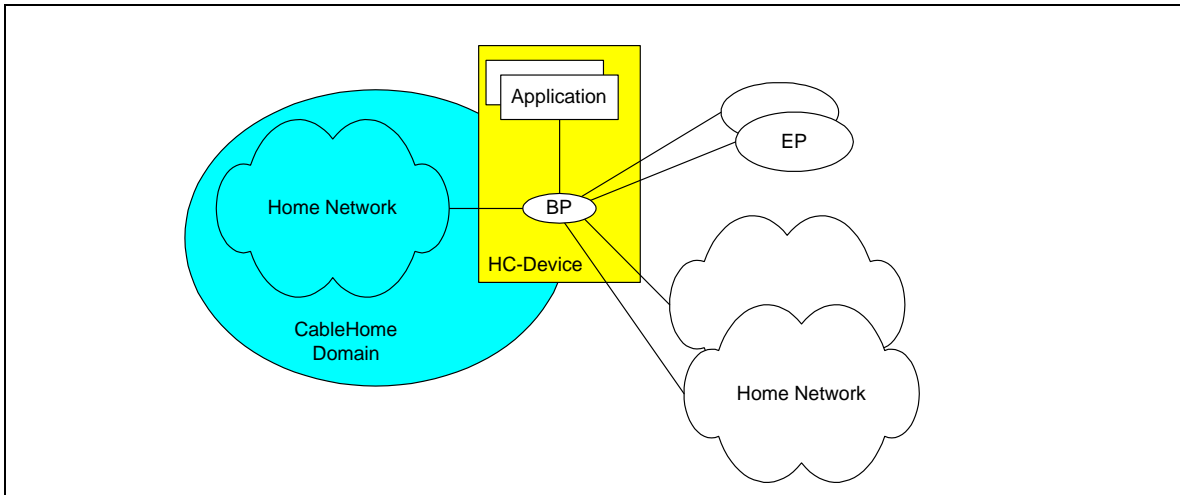 Application
EP
Home Network
BP
HC-Device
CableHome
Domain
Home Network